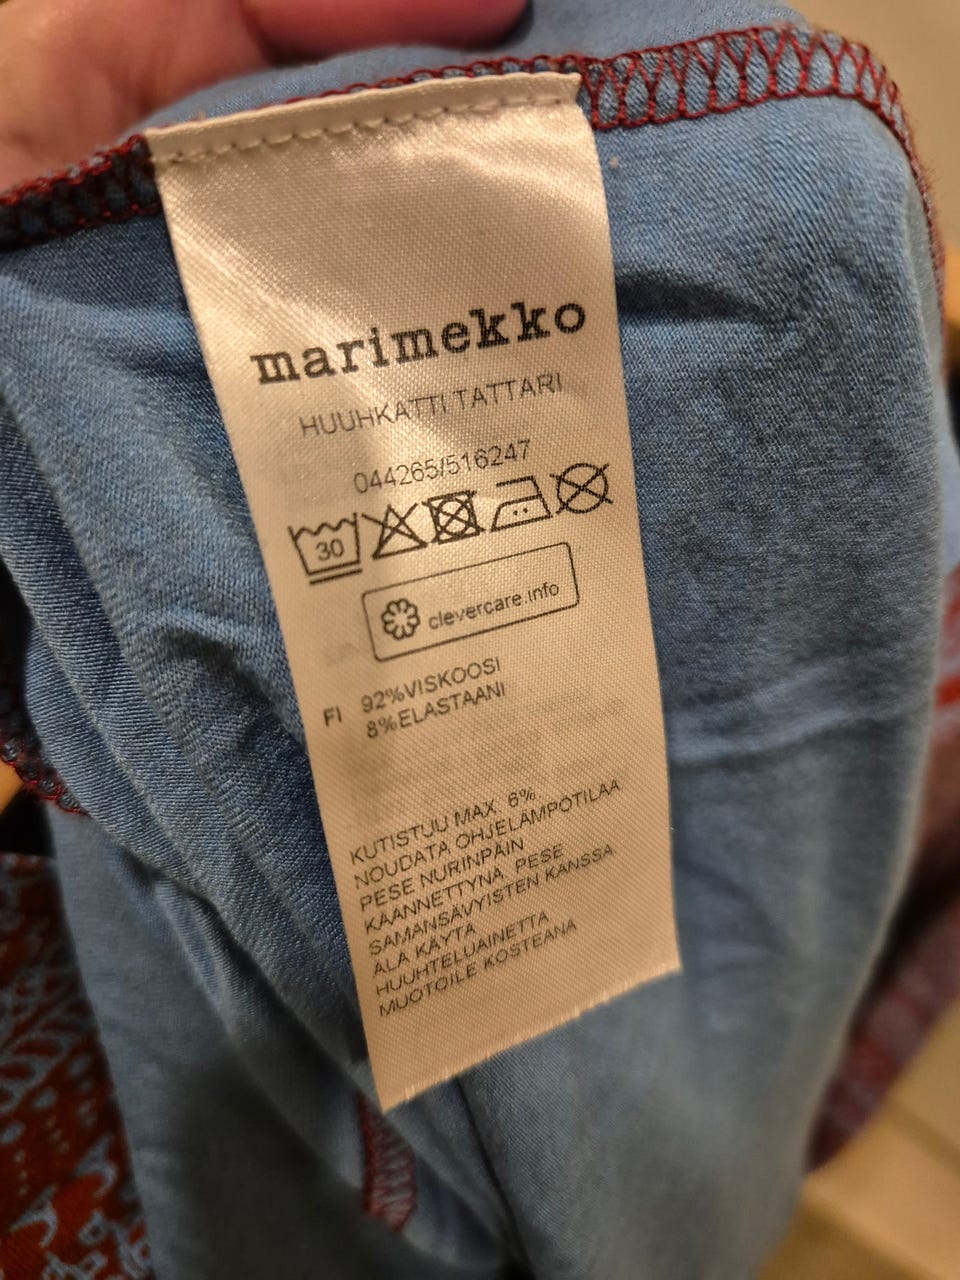 marimekko
HUUHKATTI TATTARI
044265/516247
30
clevercare.info
FI 92%VISKOOSI
8%ELASTAANI
KUTISTUU MAX. 6%
NOUDATA OHJELÄMPÖTILAA
PESE NURINPÄIN
KÄÄNNETTYNÄ. PESE
SAMANSÄVYISTEN KANSSA
ÄLÄ KÄYTÄ
HUUHTELUAINETTA
MUOTOILE KOSTEANA